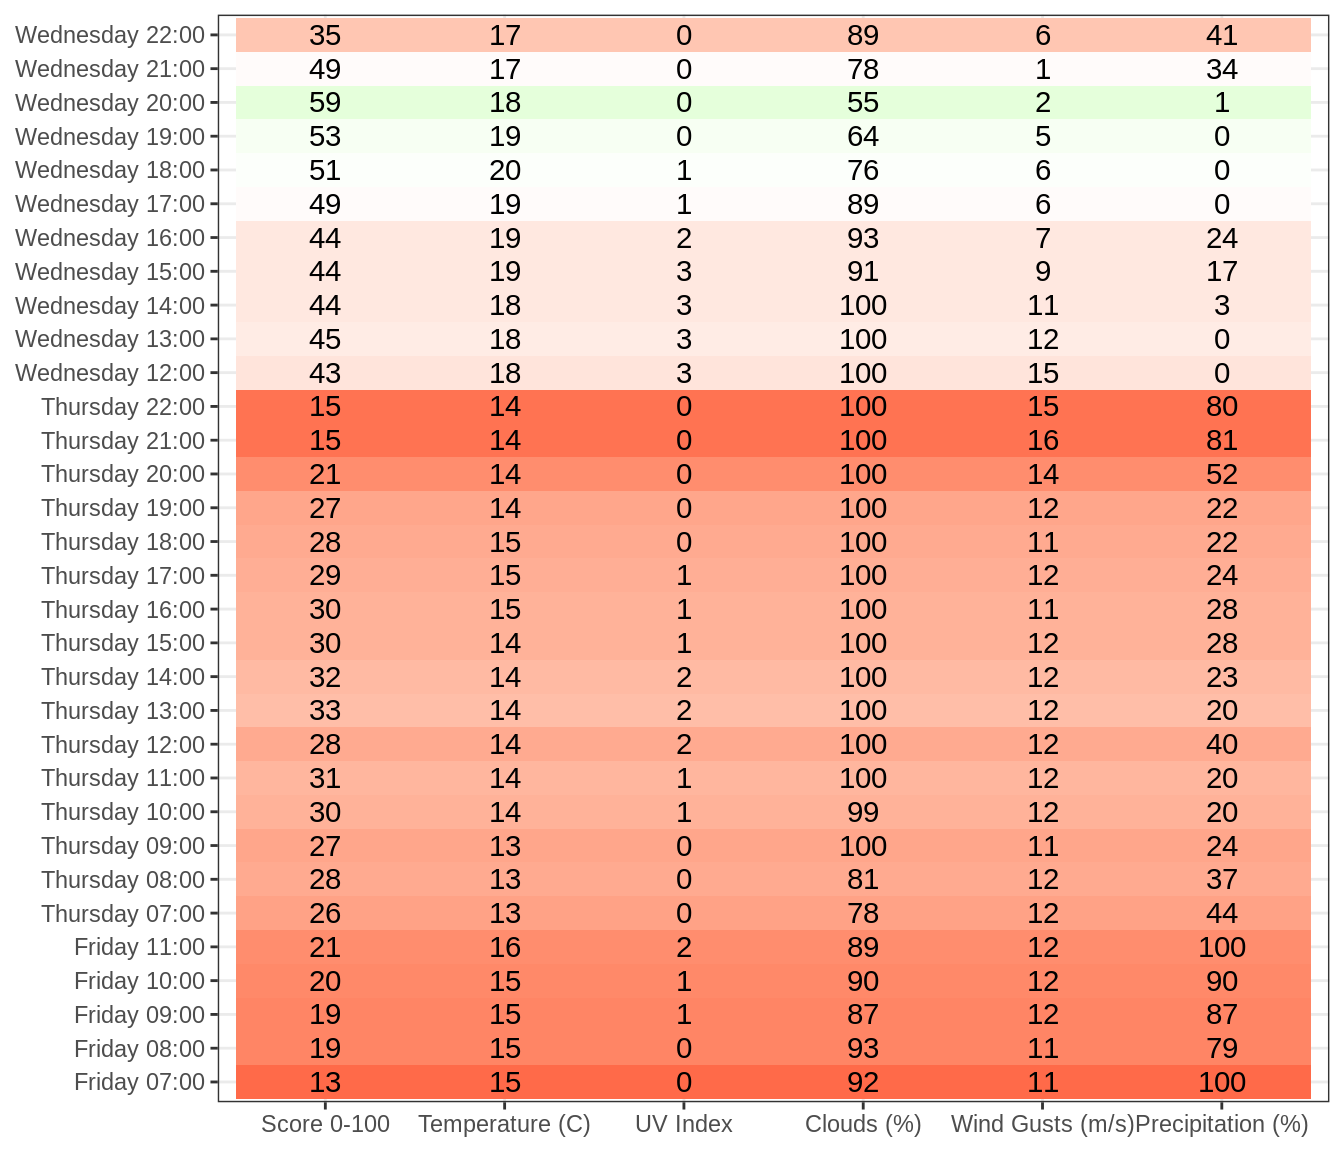 Wednesday 22:00 35 17 0 89 6 41
Wednesday 21:00 49 17 0 78 1 34
Wednesday 20:00 59 18 0 55 2 1
Wednesday 19:00 53 19 0 64 5 0
Wednesday 18:00 51 20 1 76 6 0
Wednesday 17:00 49 19 1 89 6 0
Wednesday 16:00 44 19 2 93 7 24
Wednesday 15:00 44 19 3 91 9 17
Wednesday 14:00 44 18 3 100 11 3
Wednesday 13:00 45 18 3 100 12 0
Wednesday 12:00 43 18 3 100 15 0
Thursday 22:00 15 14 0 100 15 80
Thursday 21:00 15 14 0 100 16 81
Thursday 20:00 21 14 0 100 14 52
Thursday 19:00 27 14 0 100 12 22
Thursday 18:00 28 15 0 100 11 22
Thursday 17:00 29 15 1 100 12 24
Thursday 16:00 30 15 1 100 11 28
Thursday 15:00 30 14 1 100 12 28
Thursday 14:00 32 14 2 100 12 23
Thursday 13:00 33 14 2 100 12 20
Thursday 12:00 28 14 2 100 12 40
Thursday 11:00 31 14 1 100 12 20
Thursday 10:00 30 14 1 99 12 20
Thursday 09:00 27 13 0 100 11 24
Thursday 08:00 28 13 0 81 12 37
Thursday 07:00 26 13 0 78 12 44
Friday 11:00 21 16 2 89 12 100
Friday 10:00 20 15 1 90 12 90
Friday 09:00 19 15 1 87 12 87
Friday 08:00 19 15 0 93 11 79
Friday 07:00 13 15 0 92 11 100
Score 0-100 Temperature (C) UV Index Clouds (%) Wind Gusts (m/s) Precipitation (%)